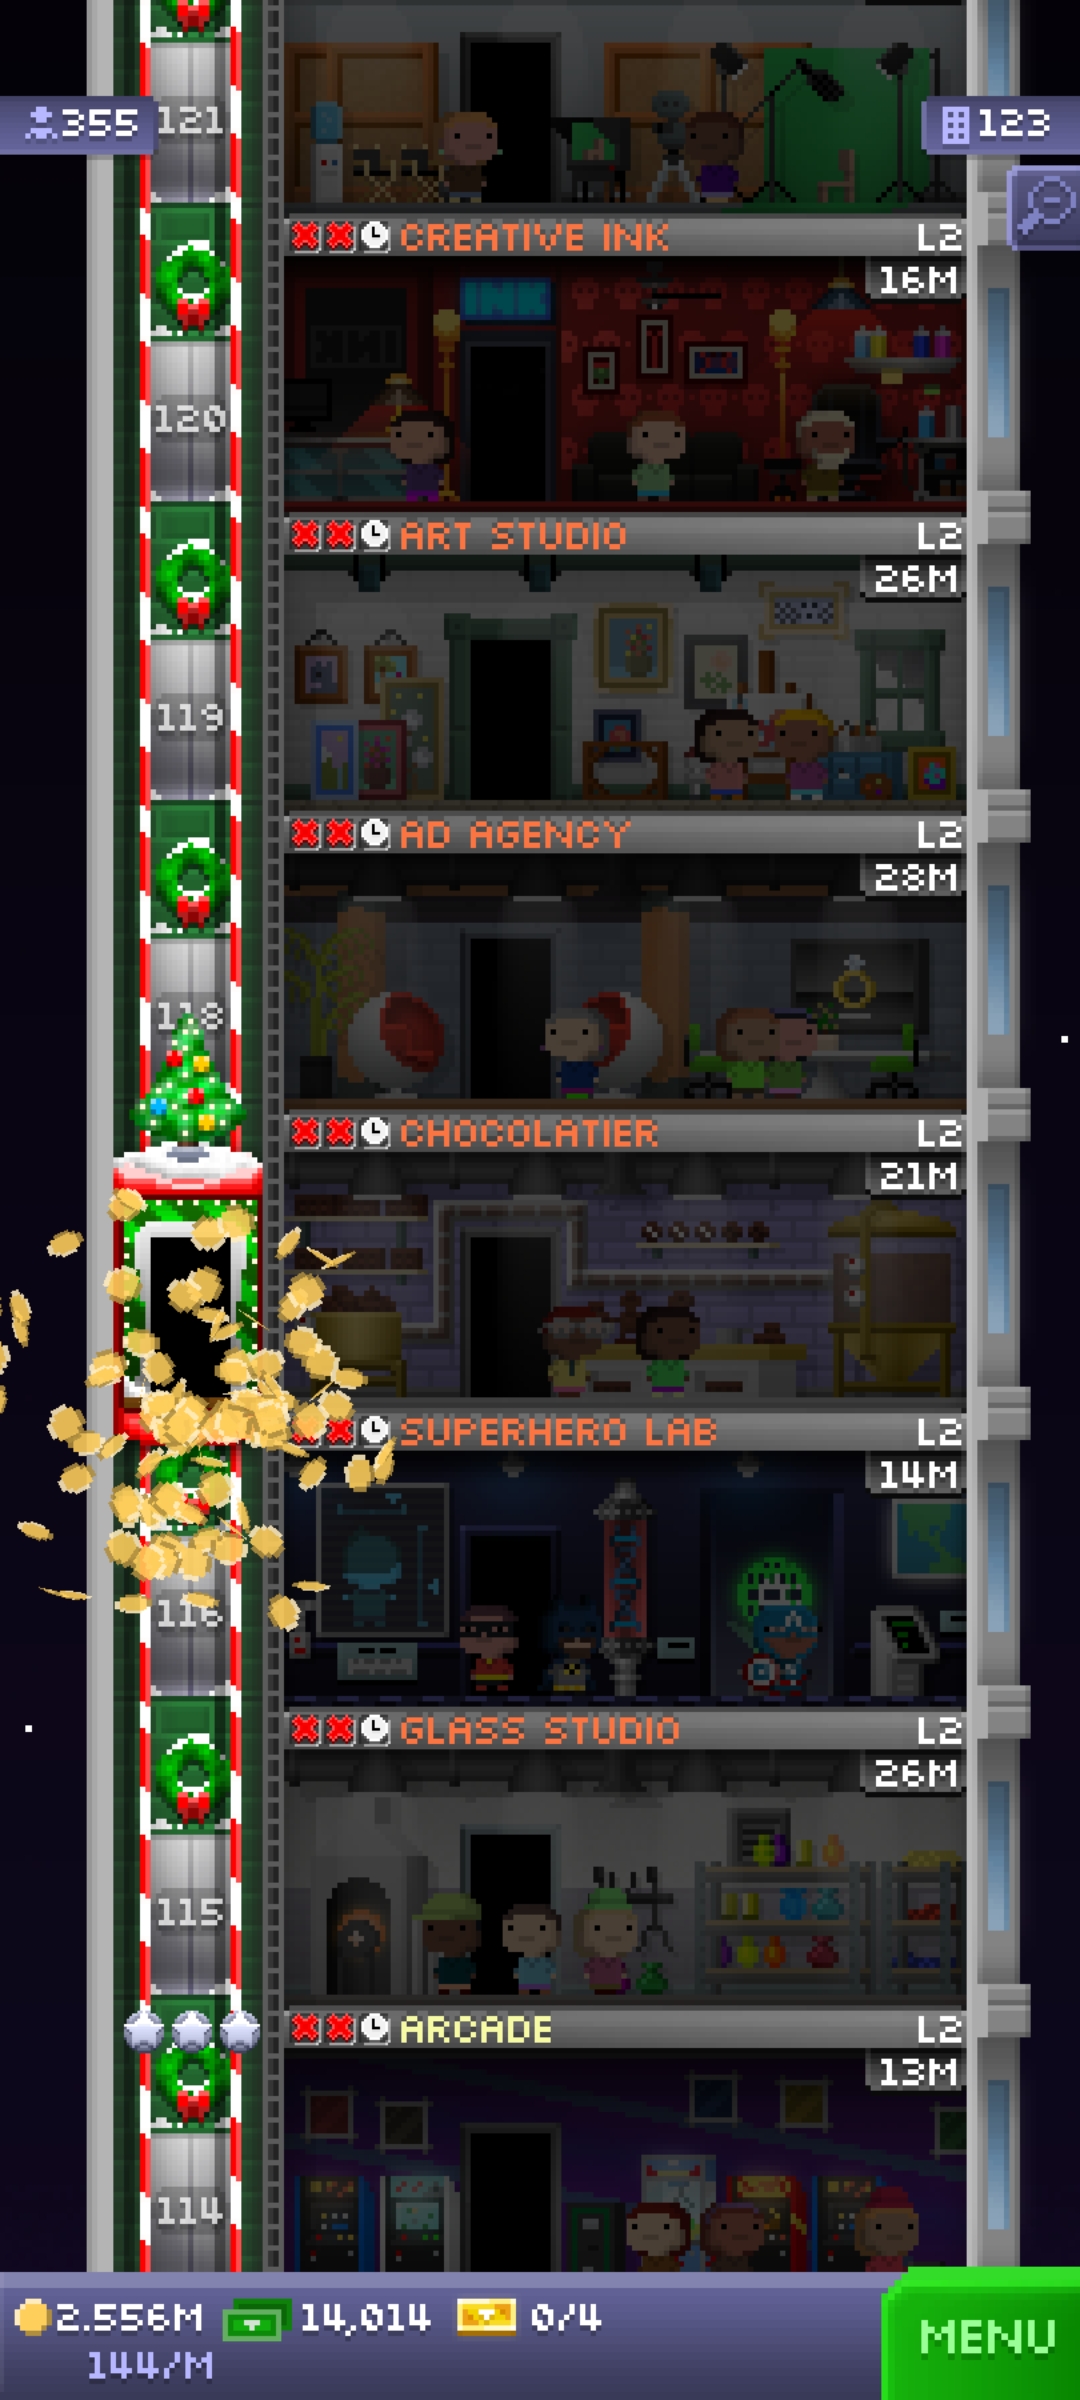 121
355
123
CREATIVE INK L2
16M
INK
INK
120
ART STUDIO L2
26M
119
AD AGENCY L2
28M
118
CHOCOLATIER L2
21M
SUPERHERO LAB L2
14M
116
GLASS STUDIO L2
26M
115
ARCADE L2
13M
114
2.556M 14,014 0/4
144/M
MENU